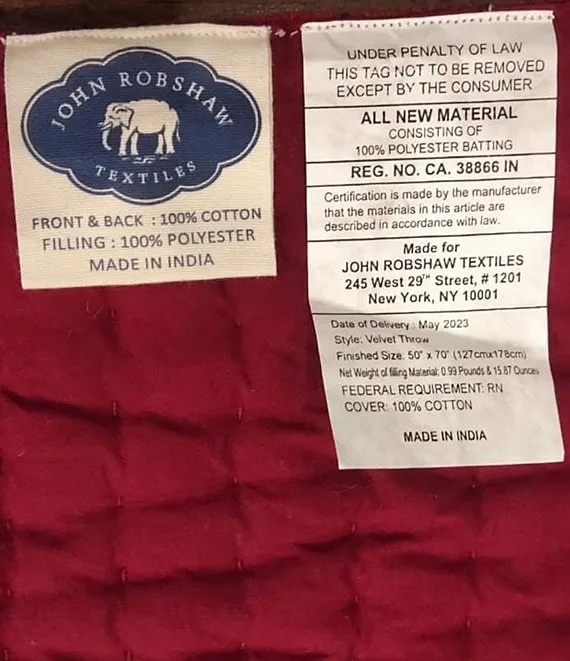 JOHN ROBSHAW
TEXTILES
FRONT & BACK : 100% COTTON
FILLING : 100% POLYESTER
MADE IN INDIA
UNDER PENALTY OF LAW
THIS TAG NOT TO BE REMOVED
EXCEPT BY THE CONSUMER
ALL NEW MATERIAL
CONSISTING OF
100% POLYESTER BATTING
REG. NO. CA. 38866 IN
Certification is made by the manufacturer
that the materials in this article are
described in accordance with law.
Made for
JOHN ROBSHAW TEXTILES
245 West 29TH Street, # 1201
New York, NY 10001
Date of Delivery : May 2023
Style: Velvet Throw
Finished Size: 50" x 70" (127cmx178cm)
Net Weight of filling Material: 0.99 Pounds & 15.87 Ounces
FEDERAL REQUIREMENT: RN
COVER: 100% COTTON
MADE IN INDIA